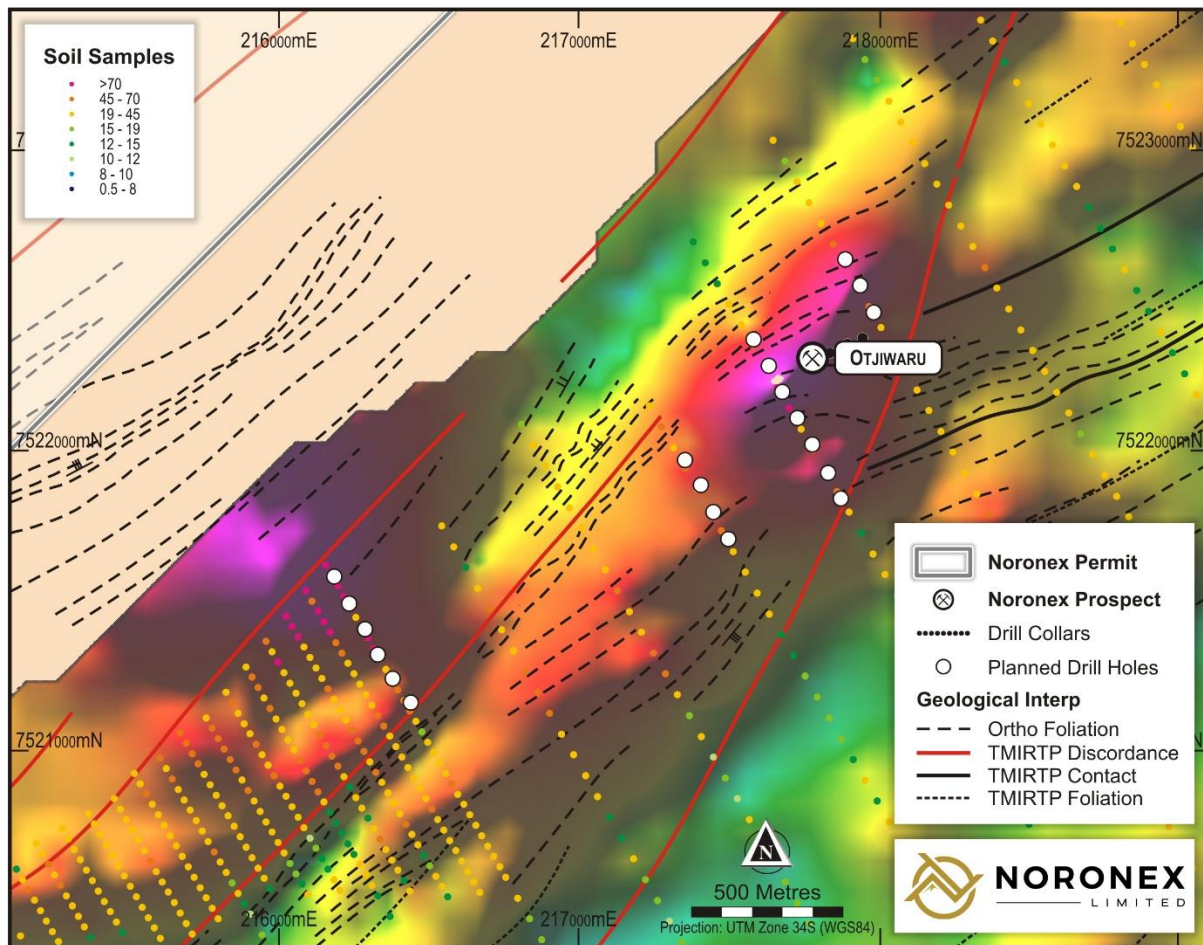 216000mE
217000mE
218000mE
Soil Samples
>70
45 - 70
19 - 45
15 - 19
12 - 15
10 - 12
8 - 10
0.5 - 8
7
7523000mN
OTJIWARU
7522000mN
7522000mN
7521000mN
Noronex Permit
Noronex Prospect
Drill Collars
Planned Drill Holes
Geological Interp
Ortho Foliation
TMIRTP Discordance
TMIRTP Contact
TMIRTP Foliation
N
500 Metres
Projection: UTM Zone 34S (WGS84)
216000mE
217000mE
NORONEX
LIMITED